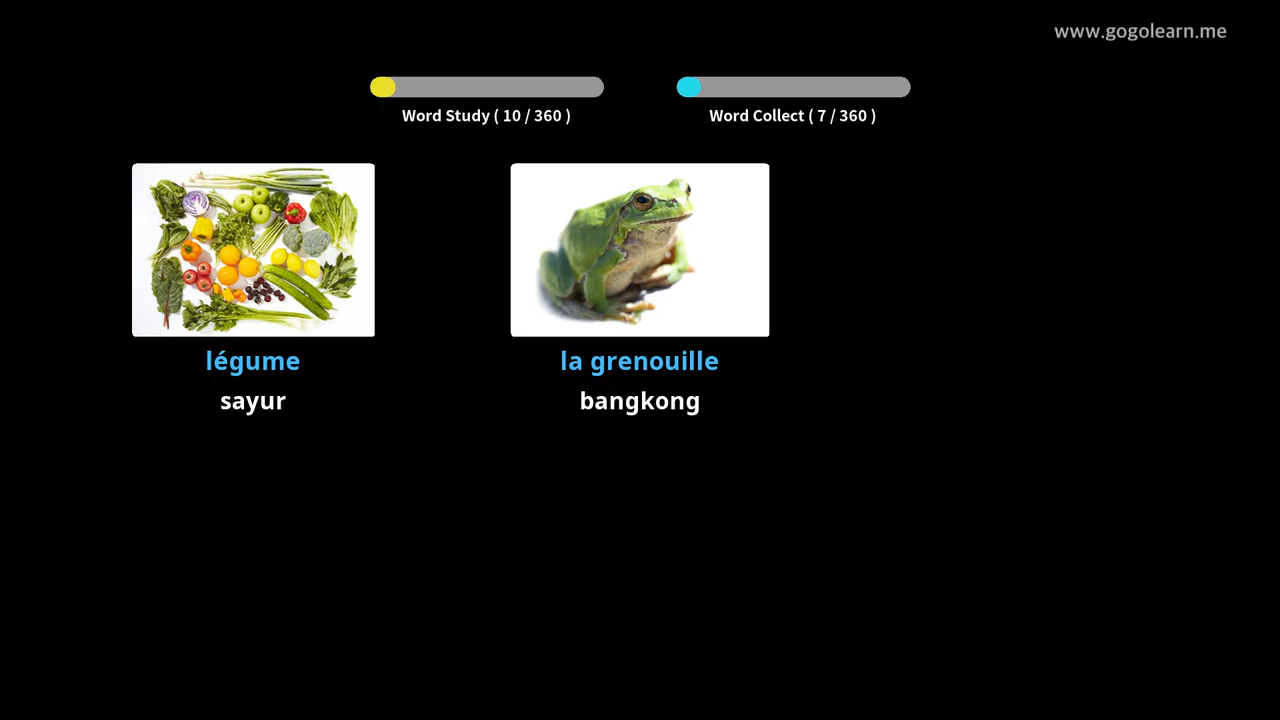 www.gogolearn.me
Word Study ( 10 / 360 )
Word Collect ( 7 / 360 )
légume
sayur
la grenouille
bangkong